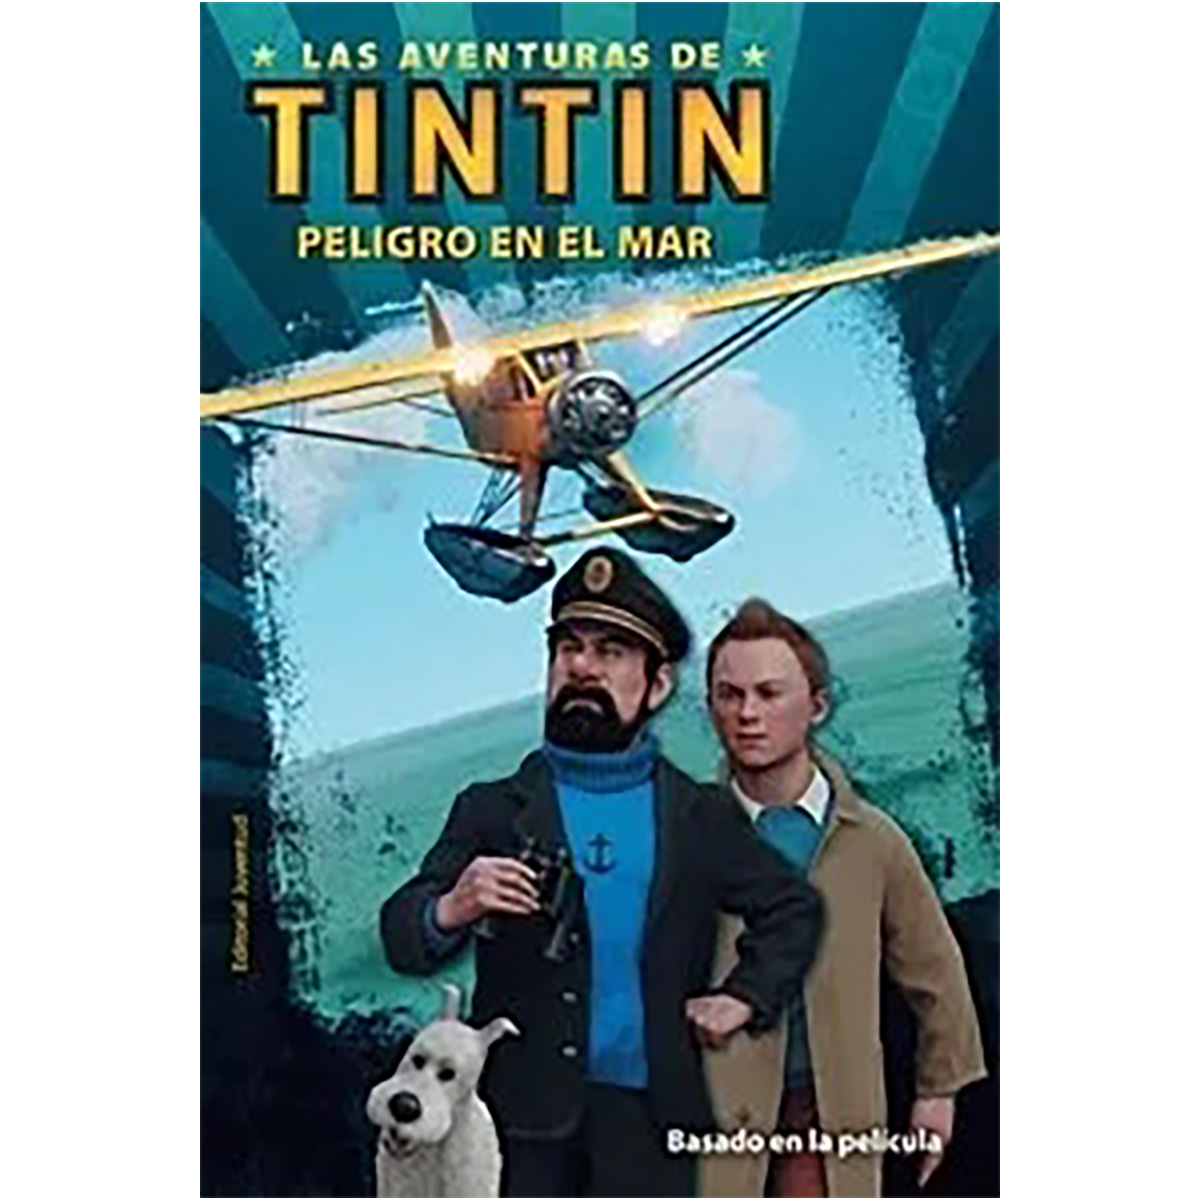 LAS AVENTURAS DE
TINTIN
PELIGRO EN EL MAR
Editorial Juventud
Basado en la película